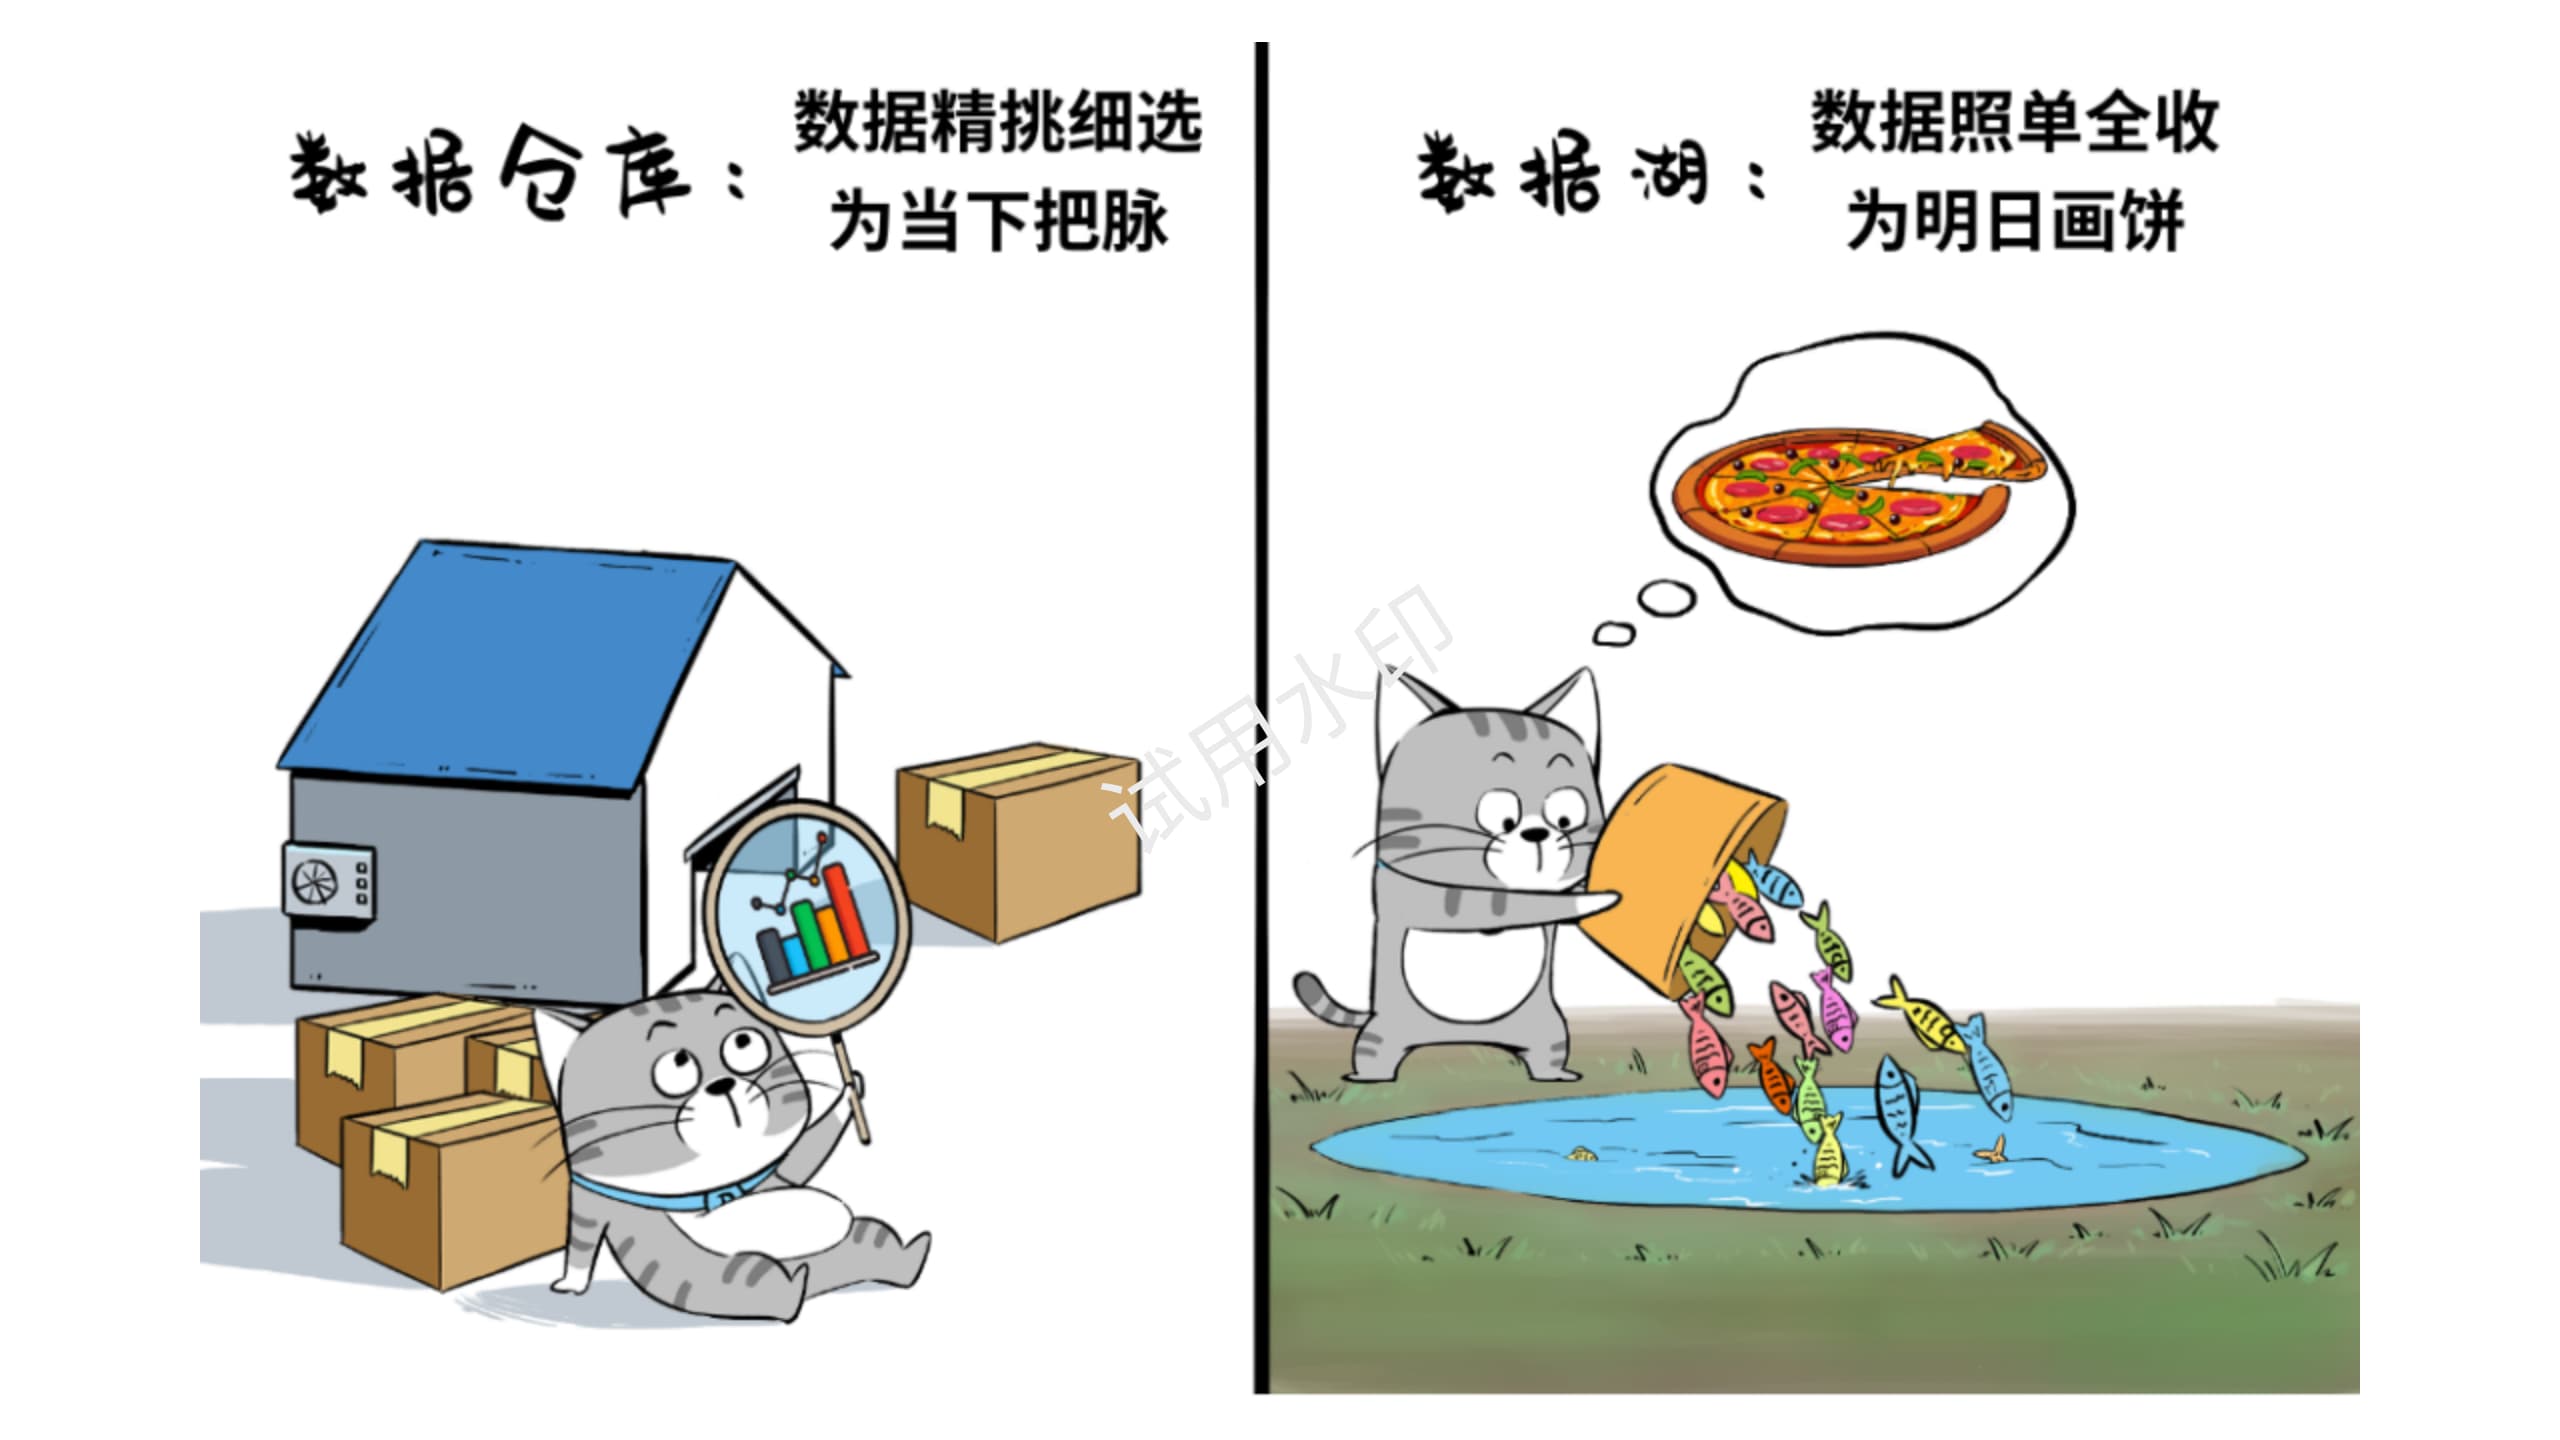 数据仓库：
数据精挑细选
为当下把脉
数据湖：
数据照单全收
为明日画饼
试用水印